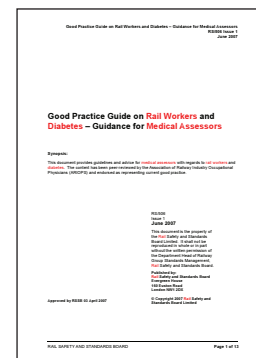 Good Practice Guide on Rail Workers and Diabetes – Guidance for Medical Assessors
RS/506 Issue 1
June 2007
Good Practice Guide on Rail Workers and
Diabetes – Guidance for Medical Assessors
Synopsis:
This document provides guidelines and advice for medical assessors with regards to rail workers and
diabetes. The content has been peer reviewed by the Association of Railway Industry Occupational
Physicians (ARIOPS) and endorsed as representing current good practice.
RS/506
Issue 1
June 2007
This document is the property of
the Rail Safety and Standards
Board Limited. It shall not be
reproduced in whole or in part
without the written permission of
the Department Head of Railway
Group Standards Management,
Rail Safety and Standards Board.
Published by:
Rail Safety and Standards Board
Evergreen House
160 Euston Road
London NW1 2DX
© Copyright 2007 Rail Safety and
Standards Board Limited
Approved by RSSB 03 April 2007
RAIL SAFETY AND STANDARDS BOARD Page 1 of 13